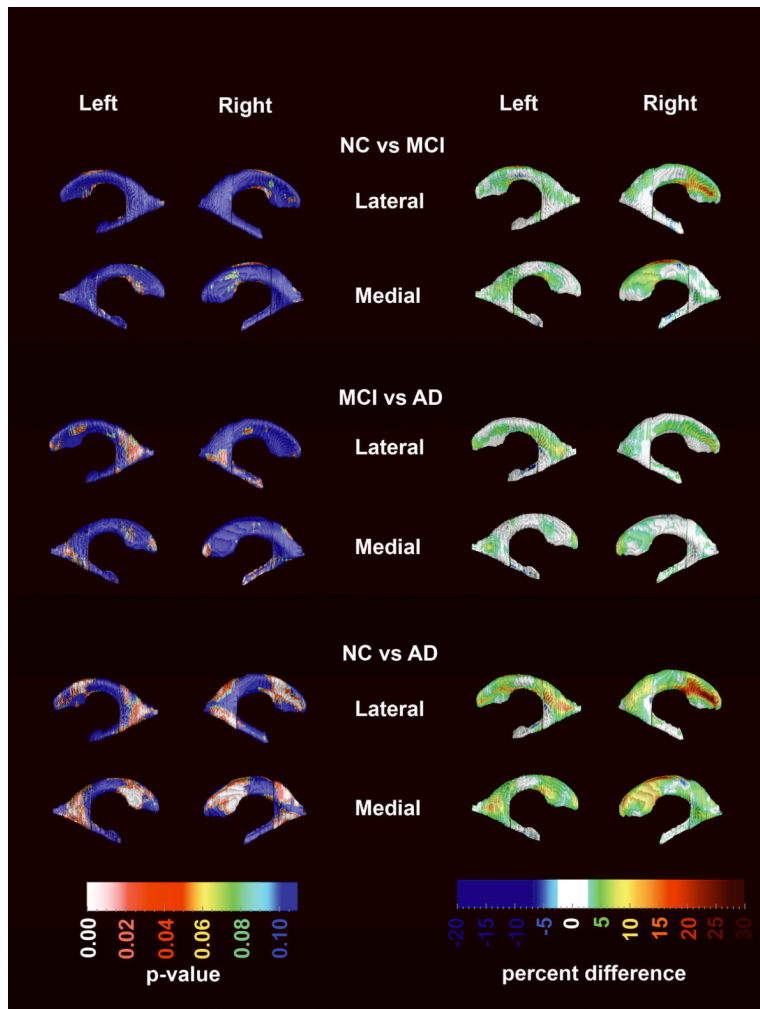 Left Right Left Right
NC vs MCI
Lateral
Medial
MCI vs AD
Lateral
Medial
NC vs AD
Lateral
Medial
0.00 0.02 0.04 0.06 0.08 0.10
p-value
-20 -15 -10 -5 0 5 10 15 20 25 30
percent difference